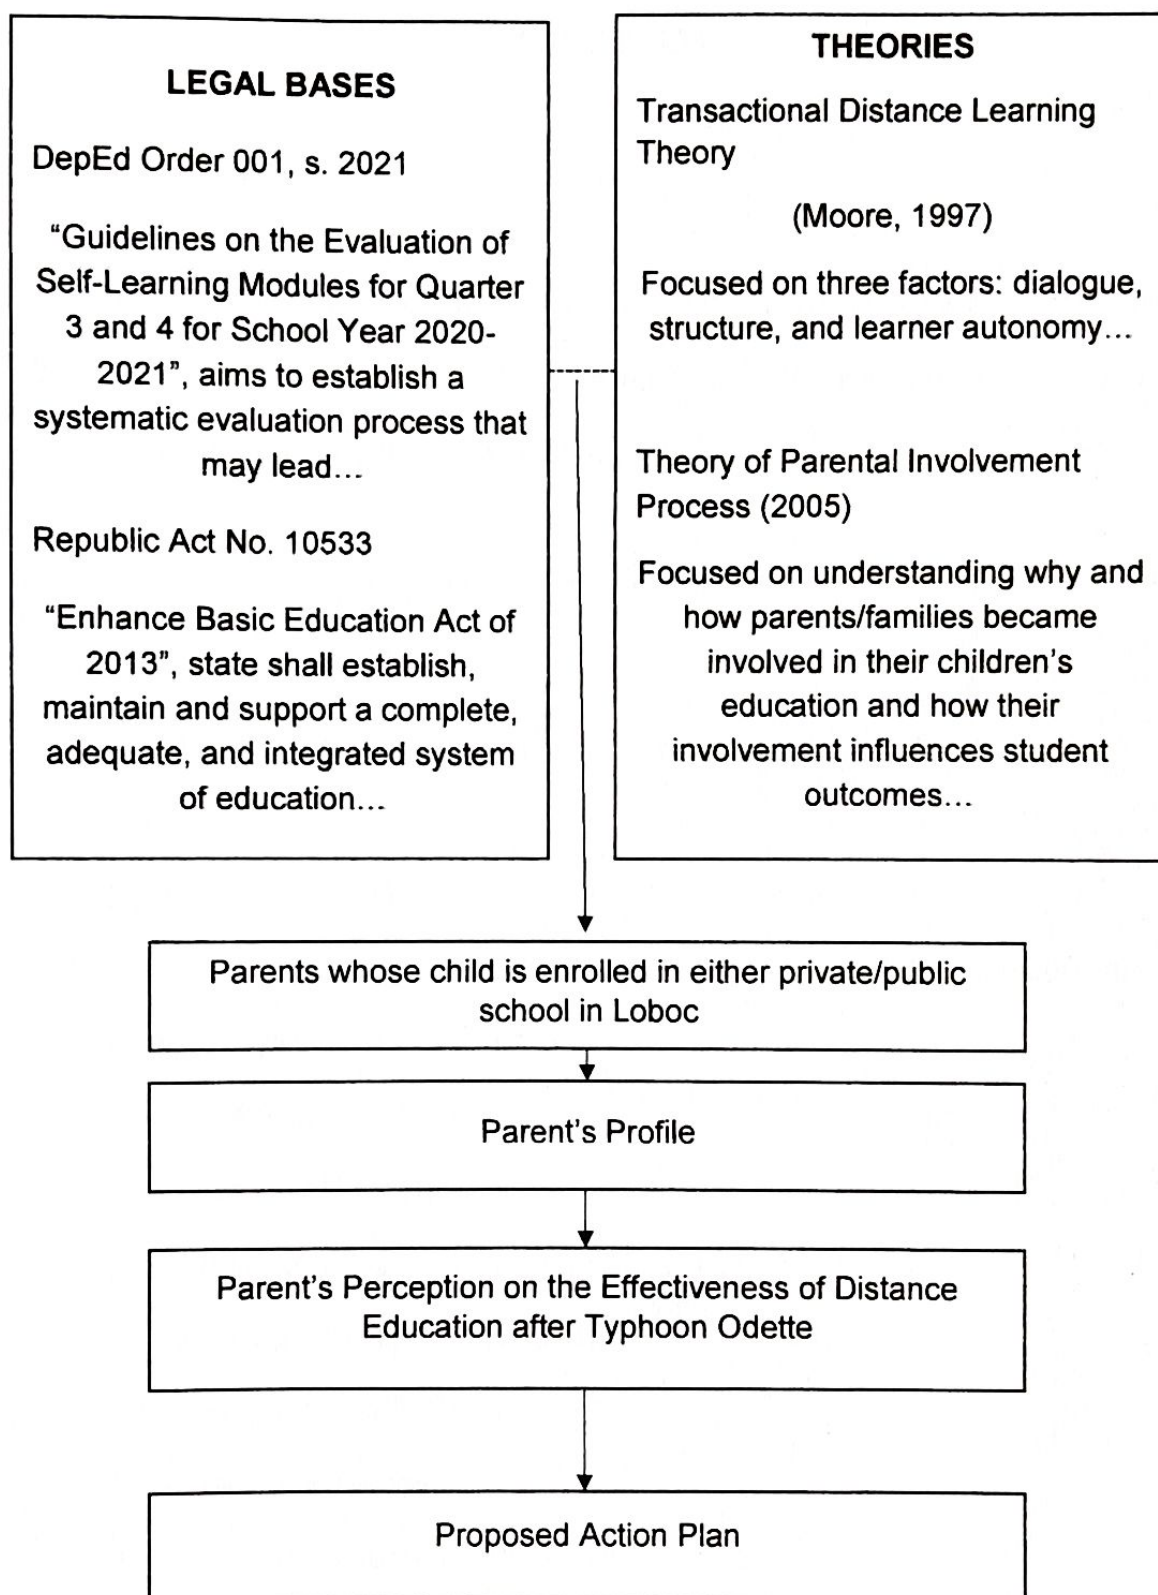 LEGAL BASES
DepEd Order 001, s. 2021
“Guidelines on the Evaluation of
Self-Learning Modules for Quarter
3 and 4 for School Year 2020-
2021”, aims to establish a
systematic evaluation process that
may lead...
Republic Act No. 10533
“Enhance Basic Education Act of
2013”, state shall establish,
maintain and support a complete,
adequate, and integrated system
of education...
THEORIES
Transactional Distance Learning
Theory
(Moore, 1997)
Focused on three factors: dialogue,
structure, and learner autonomy...
Theory of Parental Involvement
Process (2005)
Focused on understanding why and
how parents/families became
involved in their children’s
education and how their
involvement influences student
outcomes...
Parents whose child is enrolled in either private/public
school in Loboc
Parent’s Profile
Parent’s Perception on the Effectiveness of Distance
Education after Typhoon Odette
Proposed Action Plan